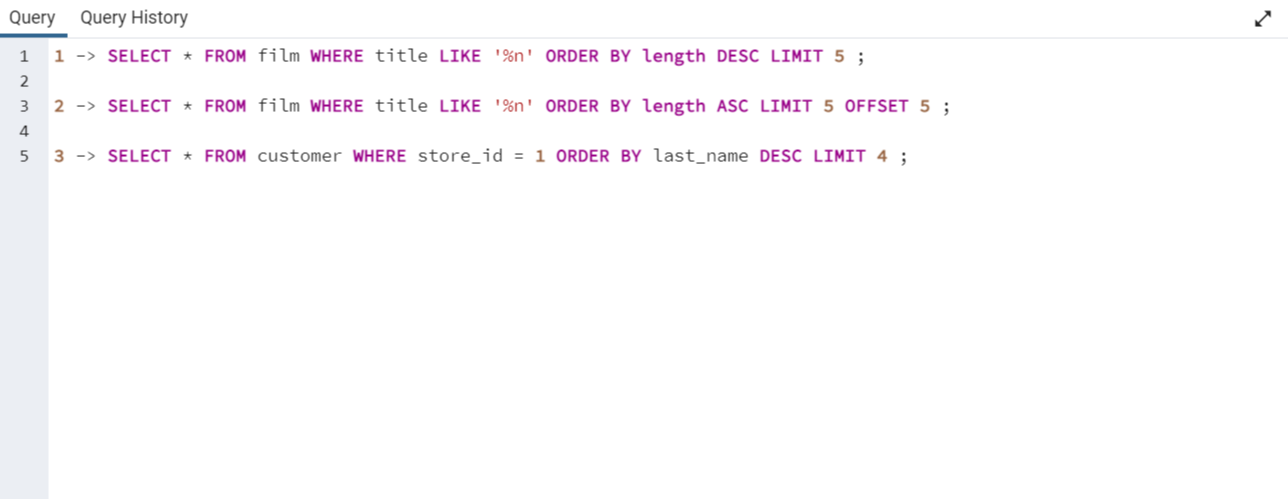 Query Query History
1 1 -> SELECT * FROM film WHERE title LIKE '%n' ORDER BY length DESC LIMIT 5 ;
2
3 2 -> SELECT * FROM film WHERE title LIKE '%n' ORDER BY length ASC LIMIT 5 OFFSET 5 ;
4
5 3 -> SELECT * FROM customer WHERE store_id = 1 ORDER BY last_name DESC LIMIT 4 ;